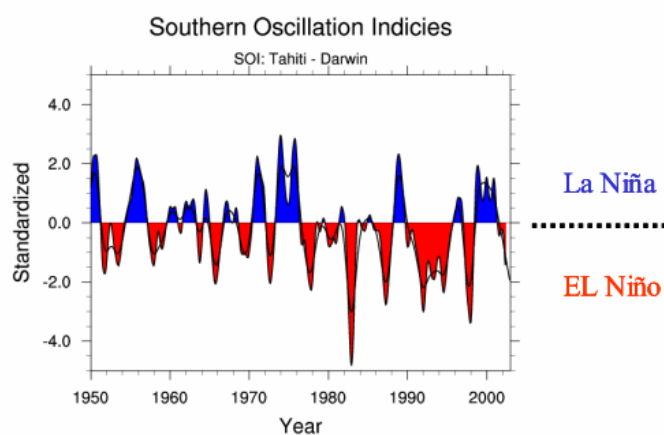 Southern Oscillation Indicies
SOI: Tahiti - Darwin
4.0
2.0
0.0
-2.0
-4.0
Standardized
1950 1960 1970 1980 1990 2000
Year
La Niña
EL Niño